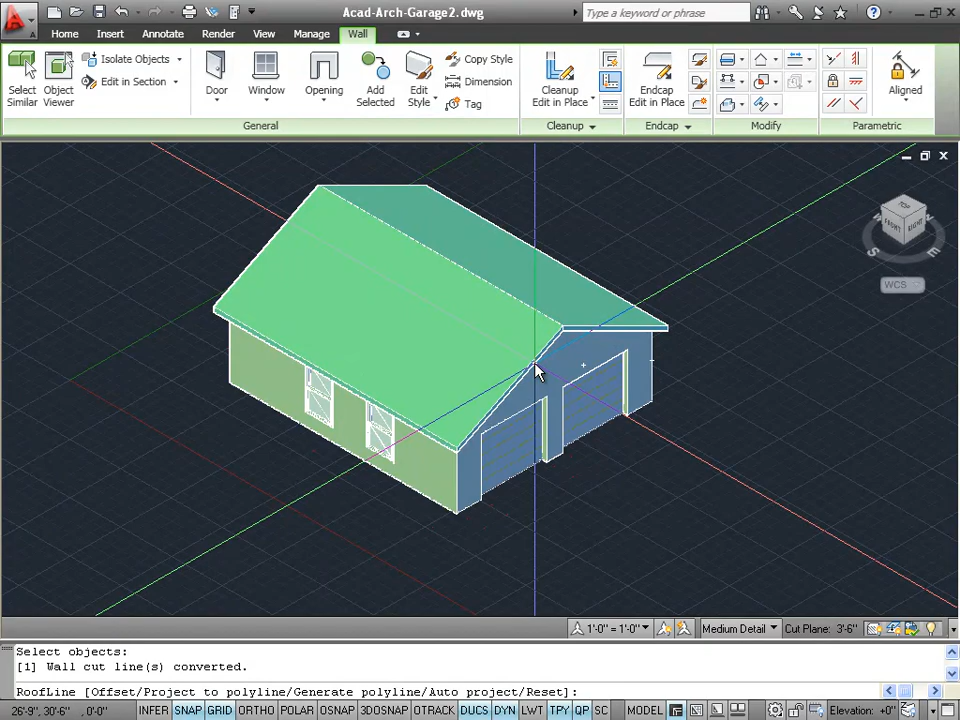 Acad-Arch-Garage2.dwg
Type a keyword or phrase
Home Insert Annotate Render View Manage Wall
Select Similar
Object Viewer
Isolate Objects
Edit in Section
Door
Window
Opening
Add Selected
Edit Style
Copy Style
Dimension
Tag
Cleanup Edit in Place
Endcap Edit in Place
Aligned
General Cleanup Endcap Modify Parametric
TOP
FRONT
RIGHT
S
E
WCS
1'-0" = 1'-0" Medium Detail Cut Plane: 3'-6"
Select objects:
[1] Wall cut line(s) converted.
RoofLine [Offset/Project to polyline/Generate polyline/Auto project/Reset]:
26'-9", 30'-6" , 0'-0" INFER SNAP GRID ORTHO POLAR OSNAP 3DOSNAP OTRACK DUCS DYN LWT TPY QP SC MODEL Elevation: +0"